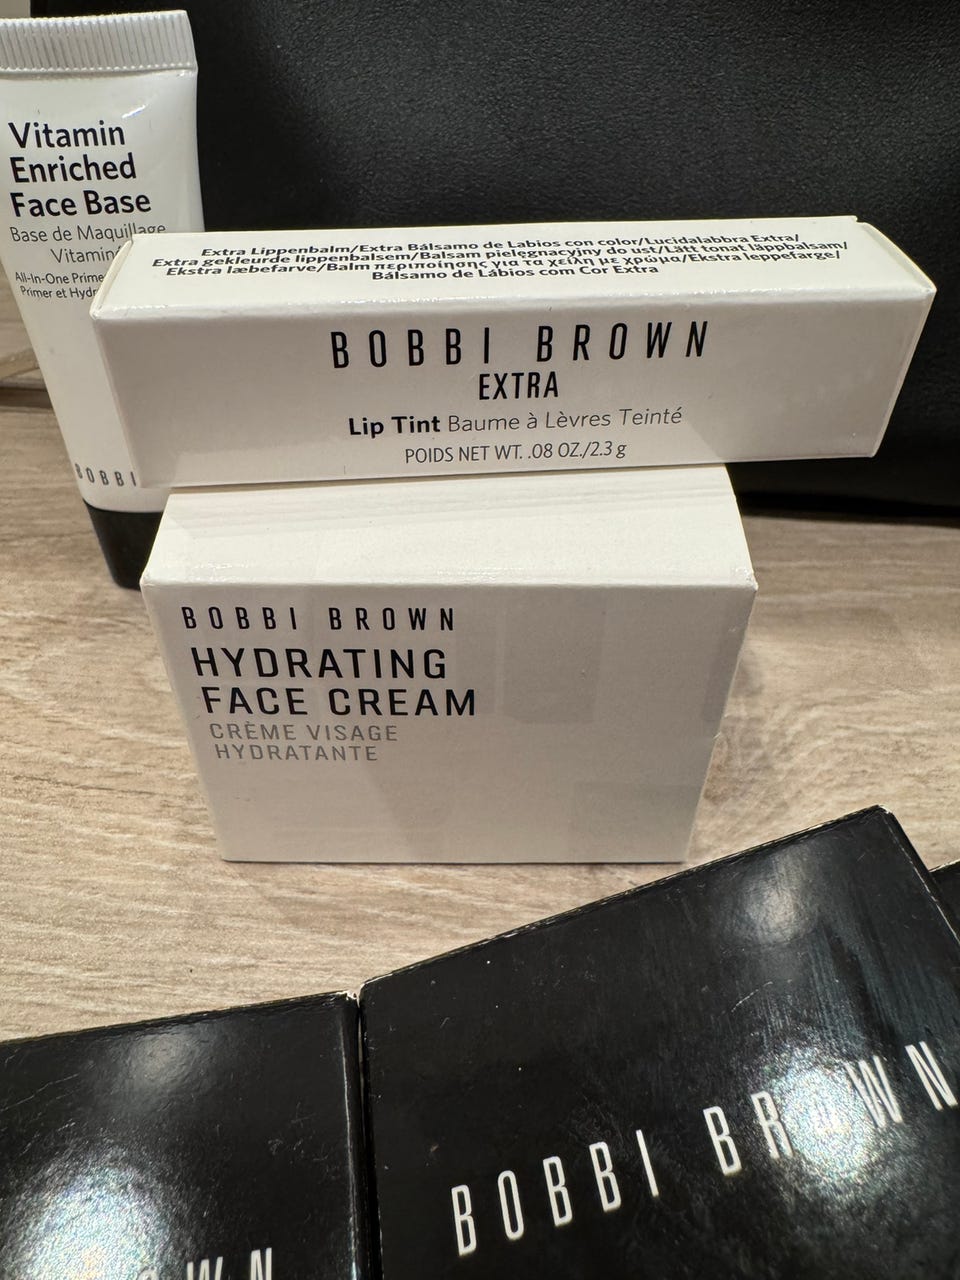 Vitamin
Enriched
Face Base
Base de Maquillage
All-In-One
Primer et
BOBBI
Extra Lippenbalm/Extra Bálsamo de Labios con color/Lucidalabbra Extra/
Extra gekleurde lippenbalsem/Balsam pielęgnacyjny do ust/Lätt tonat läppbalsam/
Ekstra læbefarve/Balm περιποίησης για τα χείλη με χρώμα/Ekstra leppefarge/
Bálsamo de Lábios com Cor Extra
BOBBI BROWN
EXTRA
Lip Tint Baume à Lèvres Teinté
POIDS NET WT. .08 OZ./2.3 g
BOBBI BROWN
HYDRATING
FACE CREAM
CRÈME VISAGE
HYDRATANTE
BOBBI BROWN